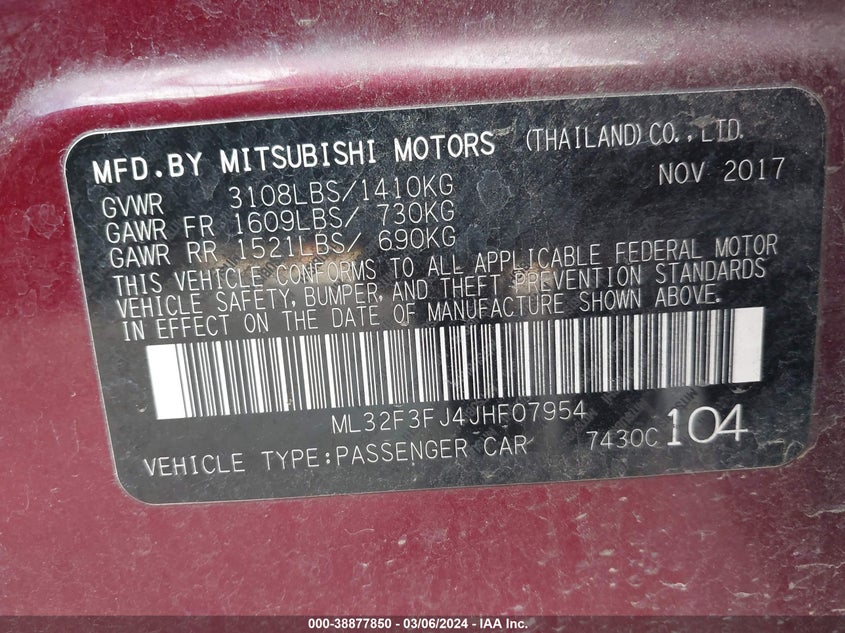 MFD.BY MITSUBISHI MOTORS (THAILAND)CO.,LTD.
GVWR 3108LBS/1410KG NOV 2017
GAWR FR 1609LBS/ 730KG
GAWR RR 1521LBS/ 690KG
THIS VEHICLE CONFORMS TO ALL APPLICABLE FEDERAL MOTOR
VEHICLE SAFETY, BUMPER, AND THEFT PREVENTION STANDARDS
IN EFFECT ON THE DATE OF MANUFACTURE SHOWN ABOVE.
ML32F3FJ4JHF07954
VEHICLE TYPE:PASSENGER CAR 7430C 104
000-38877850 - 03/06/2024 - IAA Inc.